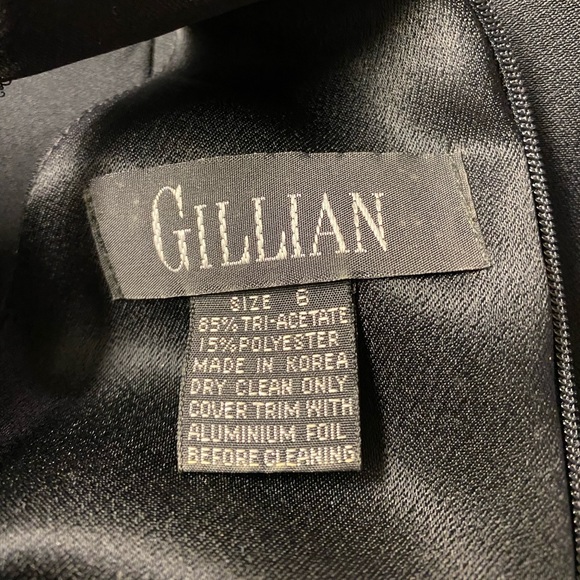 GILLIAN
SIZE 6
85% TRI-ACETATE
15% POLYESTER
MADE IN KOREA
DRY CLEAN ONLY
COVER TRIM WITH
ALUMINIUM FOIL
BEFORE CLEANING